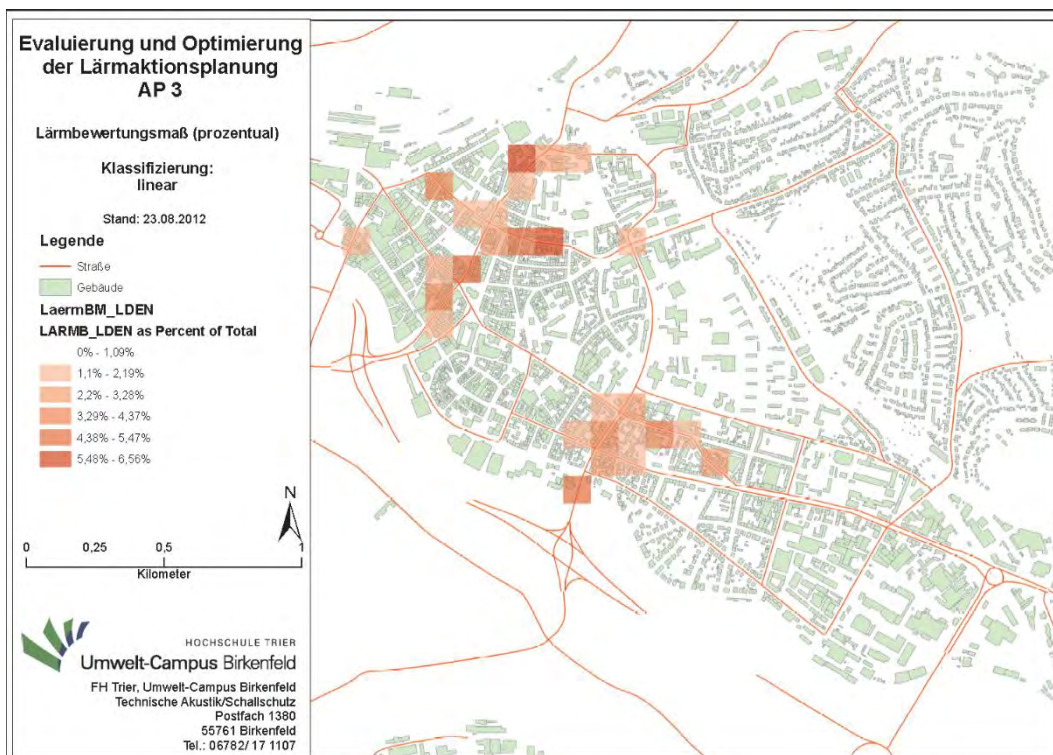 Evaluierung und Optimierung
der Lärmaktionsplanung
AP 3
Lärmbewertungsmaß (prozentual)
Klassifizierung:
linear
Stand: 23.08.2012
Legende
Straße
Gebäude
LaermBM_LDEN
LARMB_LDEN as Percent of Total
0% - 1,09%
1,1% - 2,19%
2,2% - 3,28%
3,29% - 4,37%
4,38% - 5,47%
5,48% - 6,56%
N
0 0,25 0,5 1
Kilometer
HOCHSCHULE TRIER
Umwelt-Campus Birkenfeld
FH Trier, Umwelt-Campus Birkenfeld
Technische Akustik/Schallschutz
Postfach 1380
55761 Birkenfeld
Tel.: 06782/ 17 1107